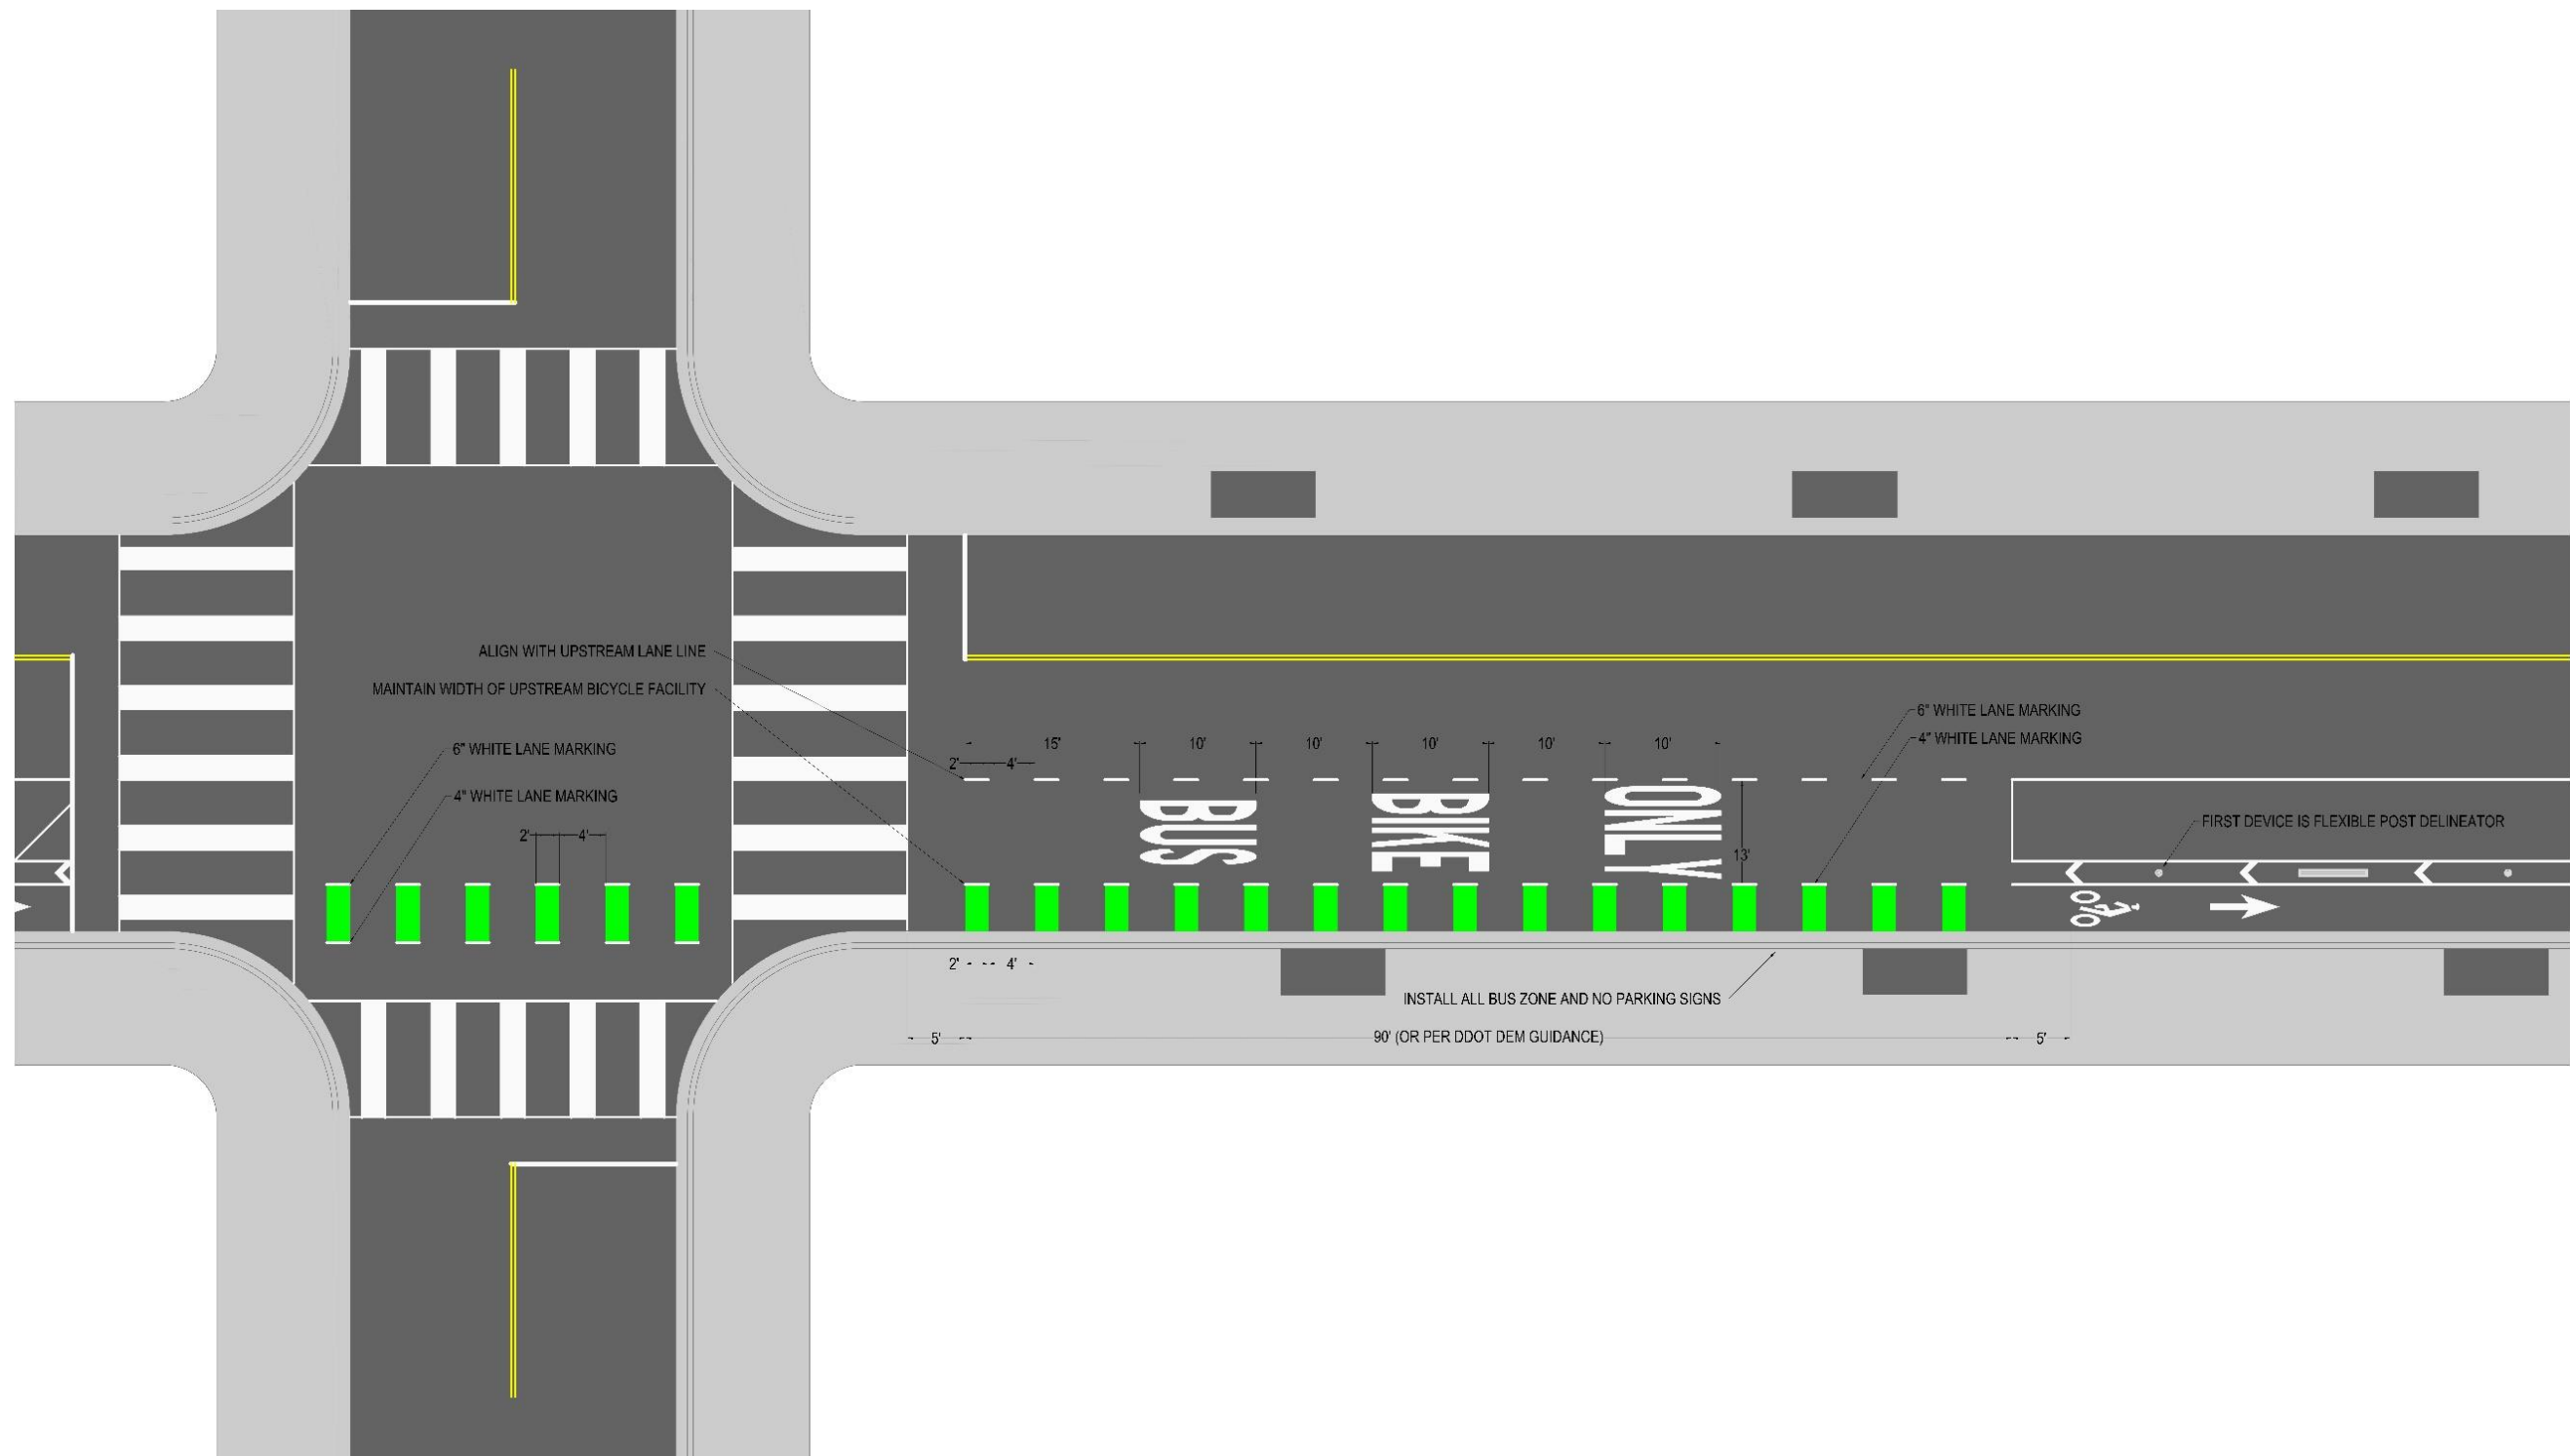 ALIGN WITH UPSTREAM LANE LINE
MAINTAIN WIDTH OF UPSTREAM BICYCLE FACILITY
6" WHITE LANE MARKING
4" WHITE LANE MARKING
2' 4'
15' 10' 10' 10' 10' 10'
2' 4'
6" WHITE LANE MARKING
4" WHITE LANE MARKING
BUS BIKE ONLY
13'
FIRST DEVICE IS FLEXIBLE POST DELINEATOR
2' 4'
INSTALL ALL BUS ZONE AND NO PARKING SIGNS
5' 90' (OR PER DDOT DEM GUIDANCE) 5'